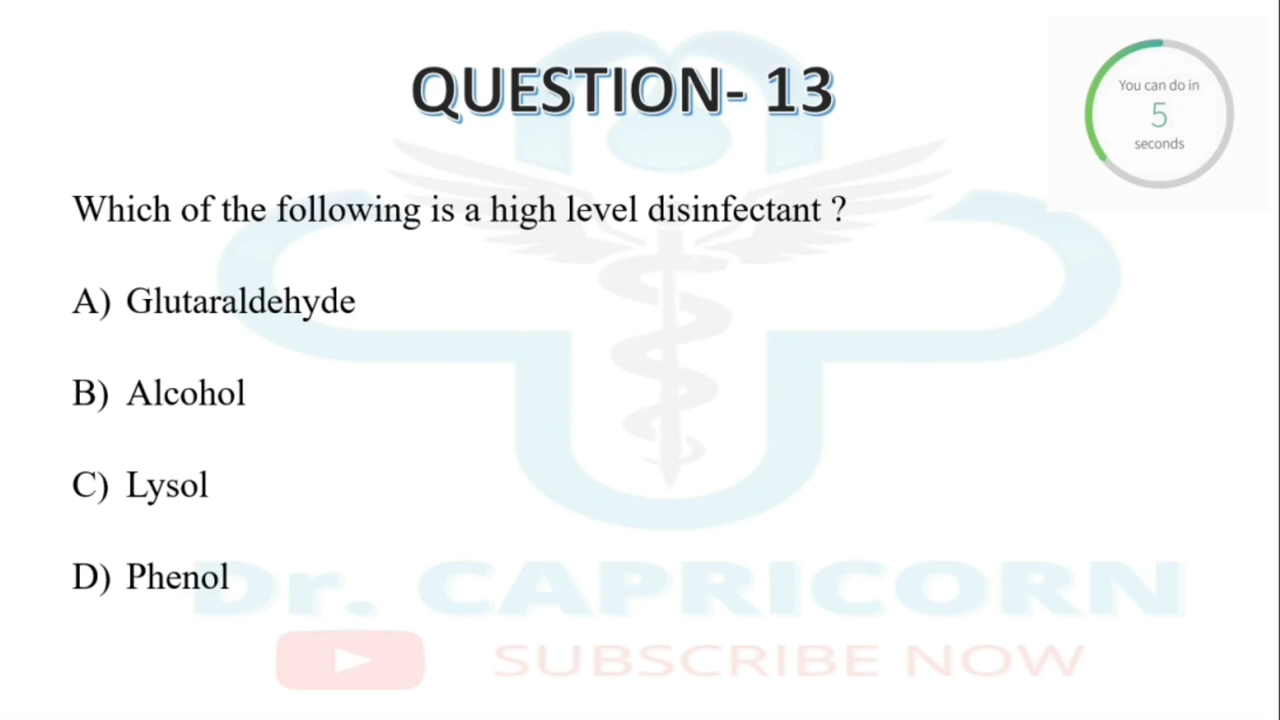 QUESTION- 13
You can do in
5
seconds
Which of the following is a high level disinfectant ?
A) Glutaraldehyde
B) Alcohol
C) Lysol
D) Phenol
Dr. CAPRICORN
SUBSCRIBE NOW